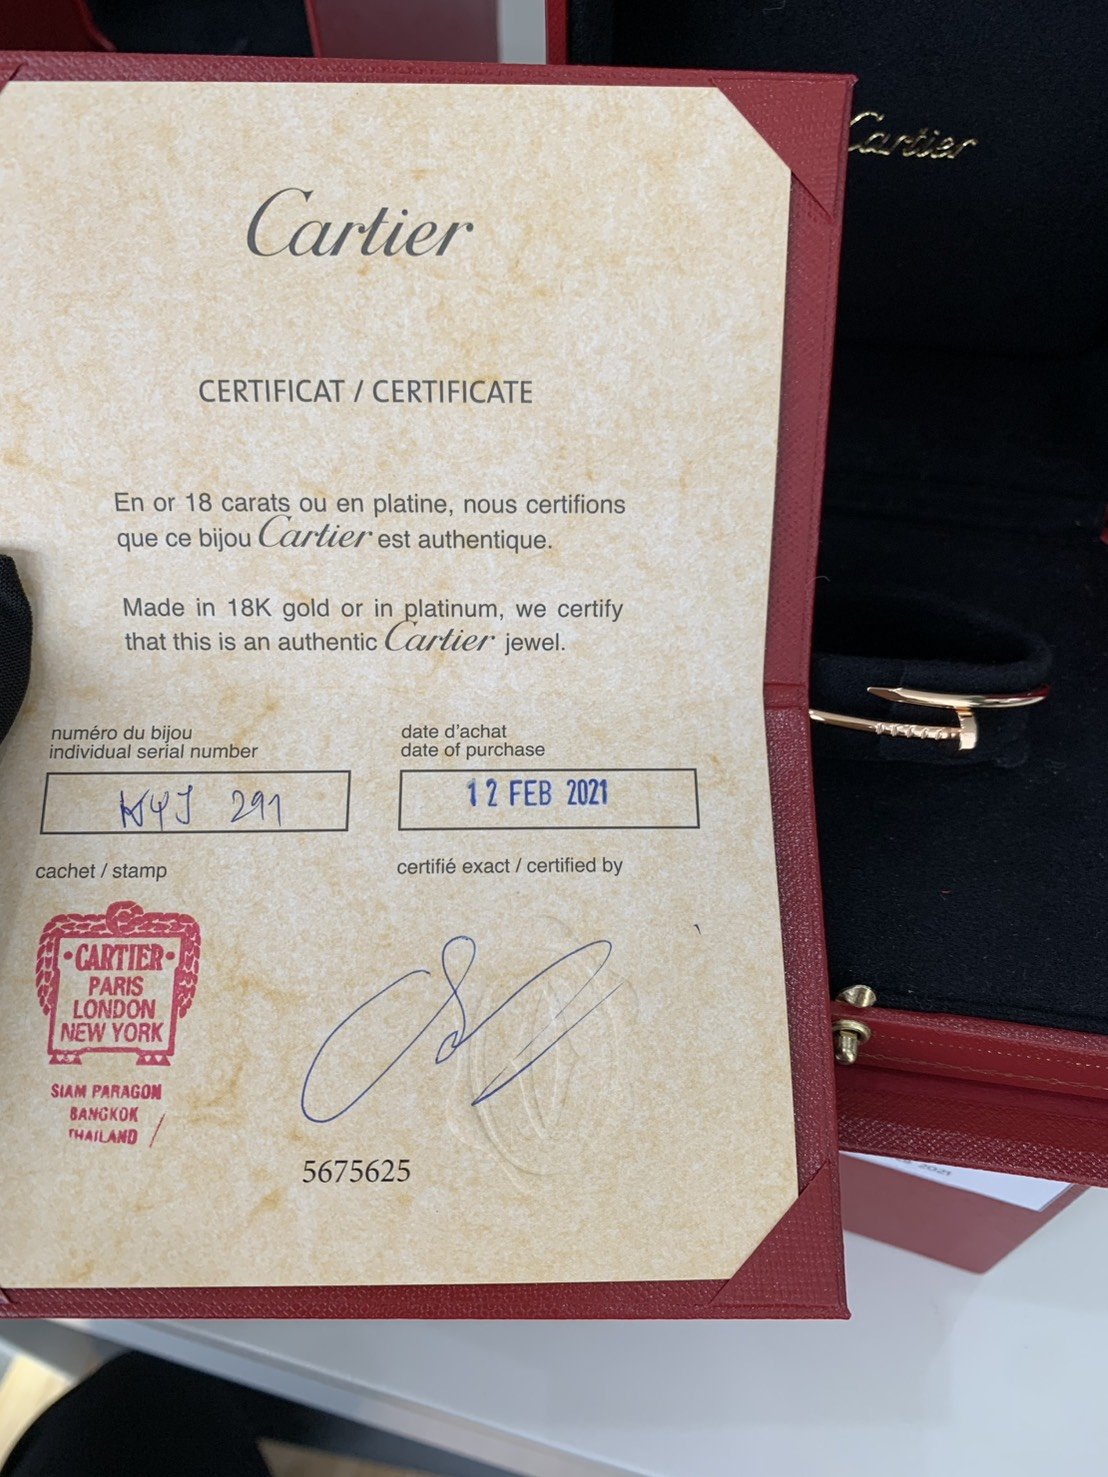 Cartier
Cartier
CERTIFICAT / CERTIFICATE
En or 18 carats ou en platine, nous certifions
que ce bijou Cartier est authentique.
Made in 18K gold or in platinum, we certify
that this is an authentic Cartier jewel.
numéro du bijou
individual serial number
291
date d'achat
date of purchase
12 FEB 2021
cachet / stamp
certifié exact / certified by
·CARTIER·
PARIS
LONDON
NEW YORK
SIAM PARAGON
BANGKOK
THAILAND
5675625
2021